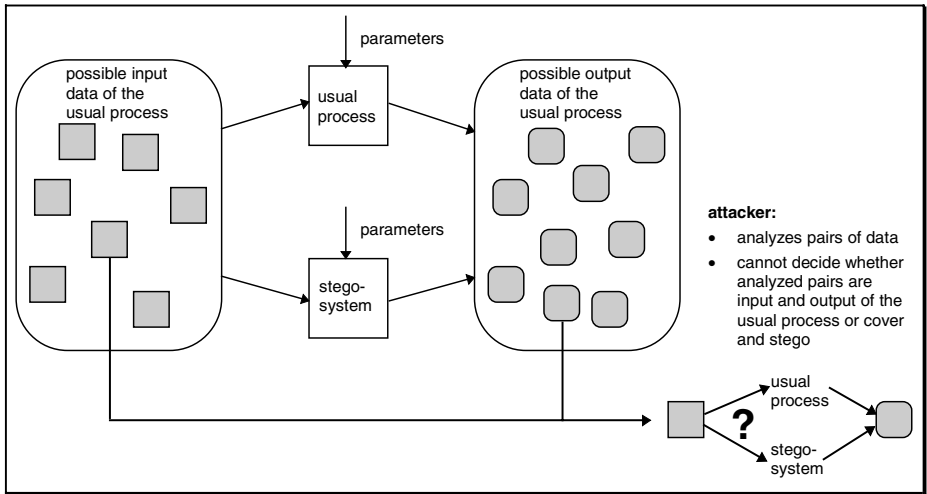 parameters
possible input
data of the
usual process
usual
process
possible output
data of the
usual process
parameters
stego-
system
attacker:
• analyzes pairs of data
• cannot decide whether
analyzed pairs are
input and output of the
usual process or cover
and stego
usual
process
?
stego-
system